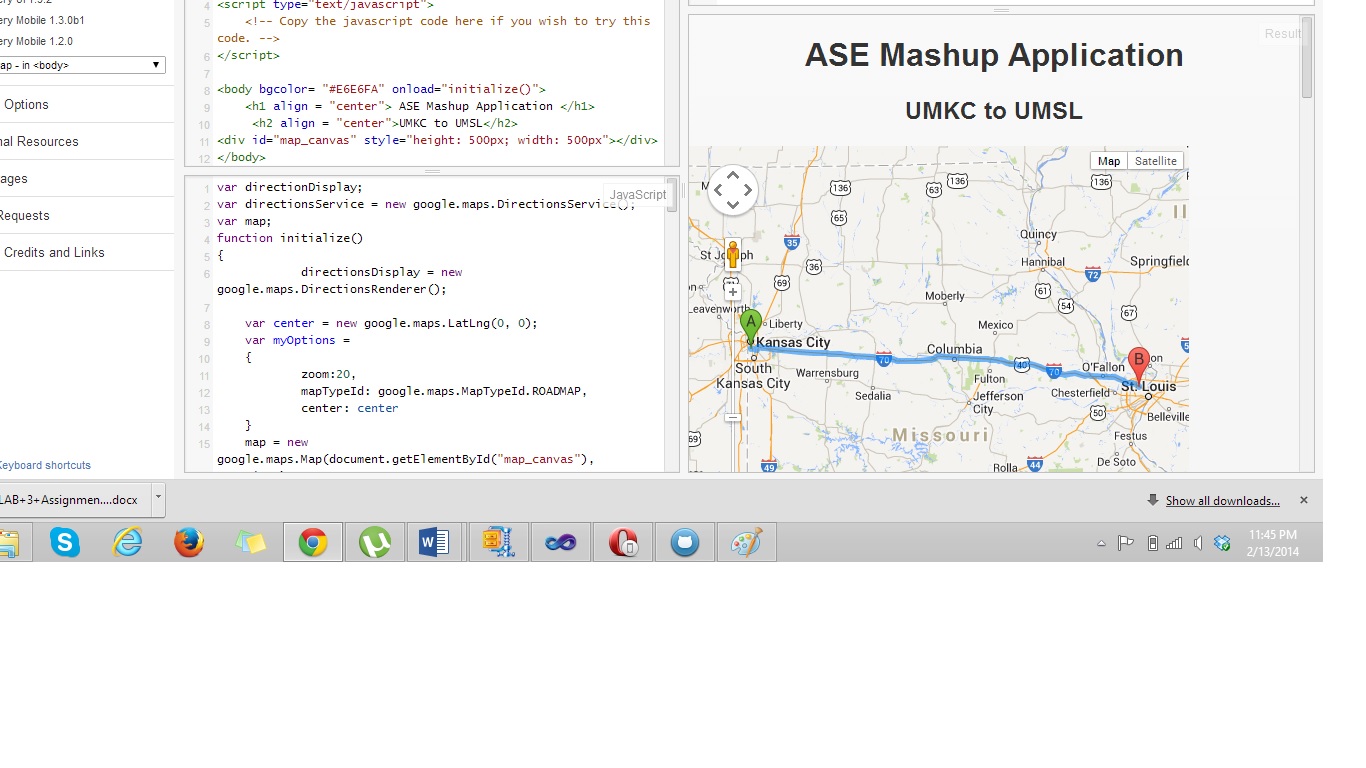 ery Mobile 1.3.0b1
ery Mobile 1.2.0
ap - in <body>
Options
nal Resources
ages
Requests
Credits and Links
Keyboard shortcuts
4 <script type="text/javascript">
5 <!-- Copy the javascript code here if you wish to try this
code. -->
6 </script>
7
8 <body bgcolor= "#E6E6FA" onload="initialize()">
9 <h1 align = "center"> ASE Mashup Application </h1>
10 <h2 align = "center">UMKC to UMSL</h2>
11 <div id="map_canvas" style="height: 500px; width: 500px"></div>
12 </body>
JavaScript
1 var directionDisplay;
2 var directionsService = new google.maps.DirectionsService();
3 var map;
4 function initialize()
5 {
6 directionsDisplay = new
google.maps.DirectionsRenderer();
7
8 var center = new google.maps.LatLng(0, 0);
9 var myOptions =
10 {
11 zoom:20,
12 mapTypeId: google.maps.MapTypeId.ROADMAP,
13 center: center
14 }
15 map = new
google.maps.Map(document.getElementById("map_canvas"),
Result
ASE Mashup Application
UMKC to UMSL
Map Satellite
136 63 136 136
65
Quincy
35
St Joseph
36
Hannibal
Springfield
72
69
61
Moberly
54
67
Leavenworth
A
Liberty
Mexico
Kansas City
Columbia
70
40
70
B
O'Fallon
South
Kansas City
Warrensburg
Fulton
St. Louis
Sedalia
Chesterfield
Jefferson
City
50
Belleville
Missouri
69
Festus
49
Rolla
44
De Soto
LAB+3+Assignmen....docx
Show all downloads...
11:45 PM
2/13/2014